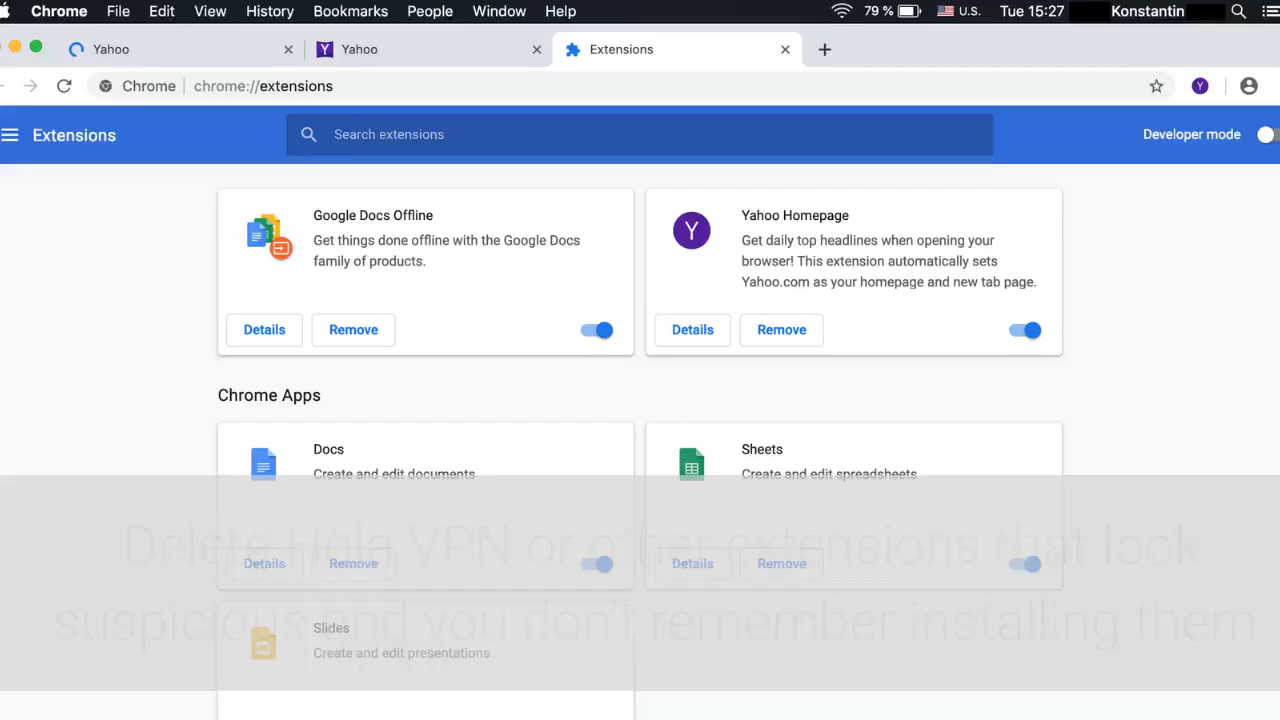 Chrome File Edit View History Bookmarks People Window Help 79 % U.S. Tue 15:27 Konstantin
Yahoo Y Yahoo Extensions
Chrome chrome://extensions Y
Extensions Search extensions Developer mode
Google Docs Offline
Get things done offline with the Google Docs
family of products.
Details Remove
Y
Yahoo Homepage
Get daily top headlines when opening your
browser! This extension automatically sets
Yahoo.com as your homepage and new tab page.
Details Remove
Chrome Apps
Docs
Create and edit documents
Details Remove
Sheets
Create and edit spreadsheets
Details Remove
Slides
Create and edit presentations
Delete Hola VPN or other extensions that look
suspicious and you don't remember installing them